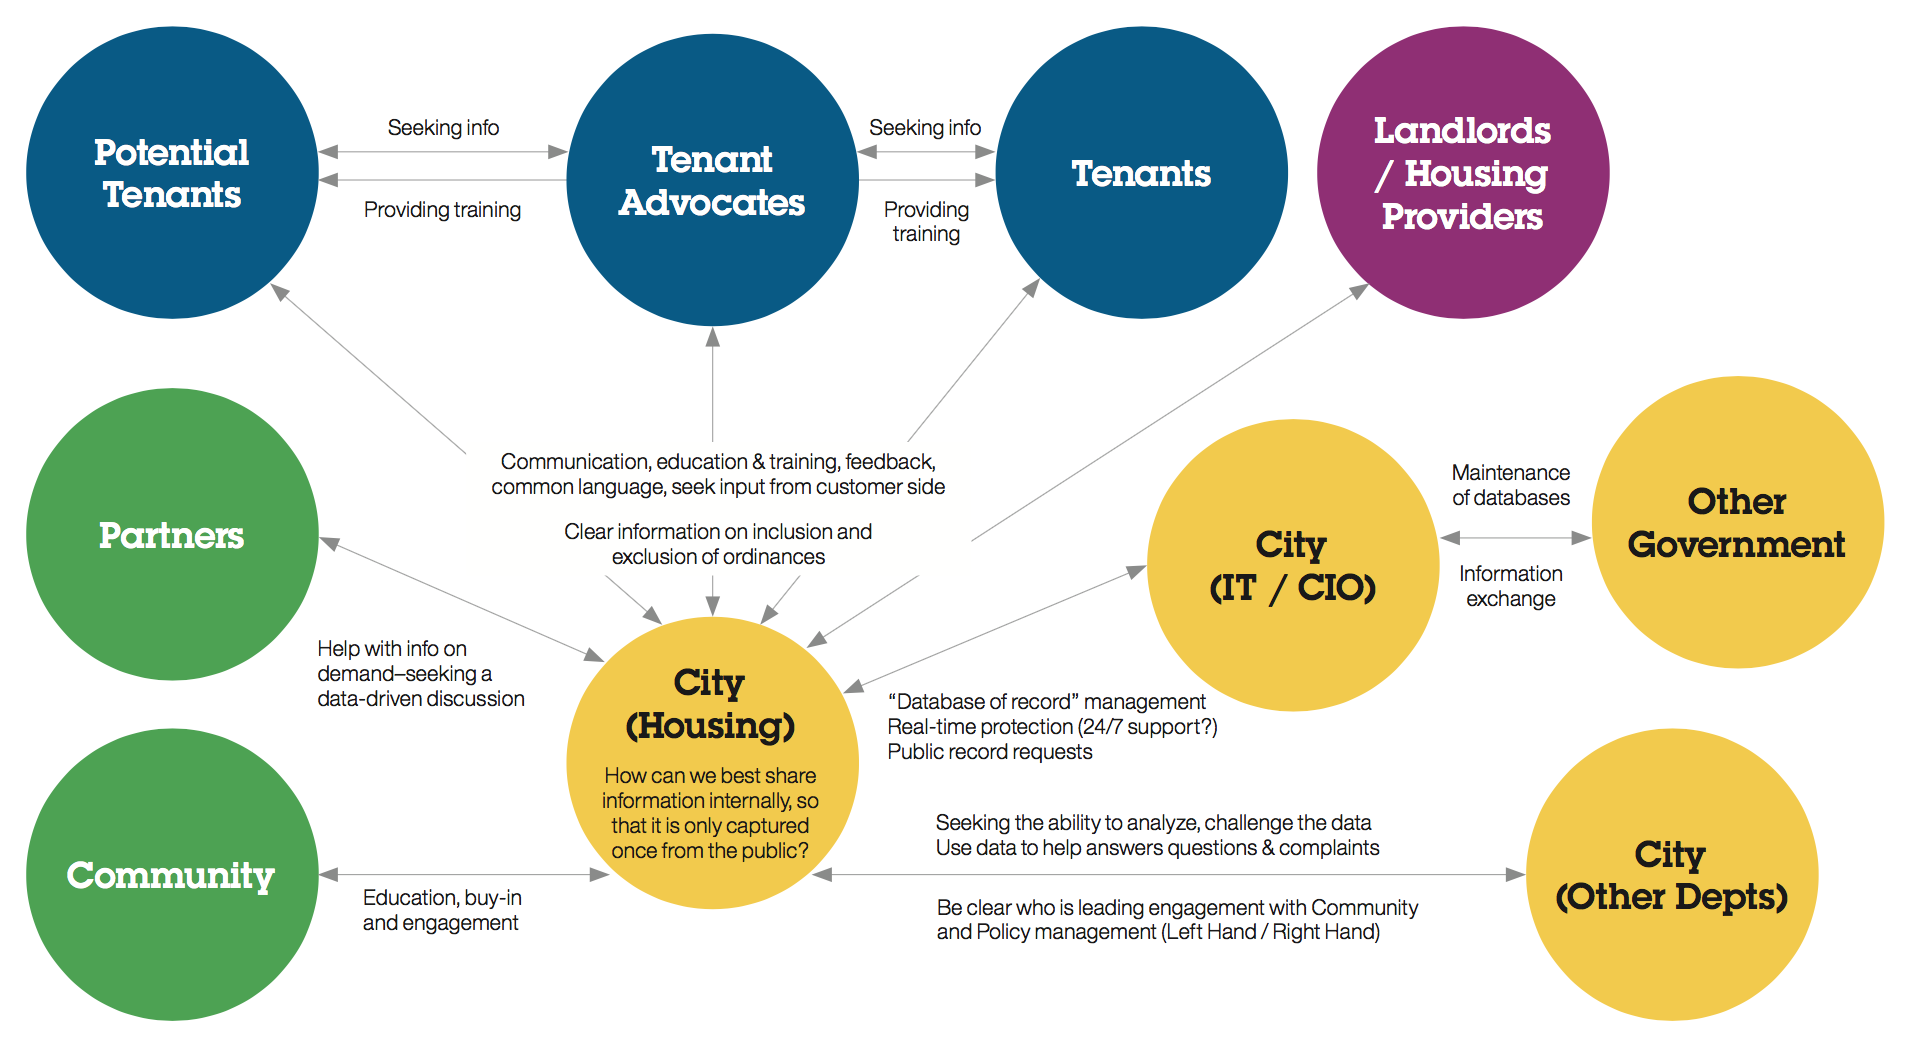 Potential
Tenants
Seeking info
Providing training
Tenant
Advocates
Seeking info
Providing
training
Tenants
Landlords
/ Housing
Providers
Partners
Communication, education & training, feedback,
common language, seek input from customer side
Clear information on inclusion and
exclusion of ordinances
City
(IT / CIO)
Maintenance
of databases
Information
exchange
Other
Government
Help with info on
demand–seeking a
data-driven discussion
City
(Housing)
How can we best share
information internally, so
that it is only captured
once from the public?
“Database of record” management
Real-time protection (24/7 support?)
Public record requests
Community
Education, buy-in
and engagement
Seeking the ability to analyze, challenge the data
Use data to help answers questions & complaints
Be clear who is leading engagement with Community
and Policy management (Left Hand / Right Hand)
City
(Other Depts)